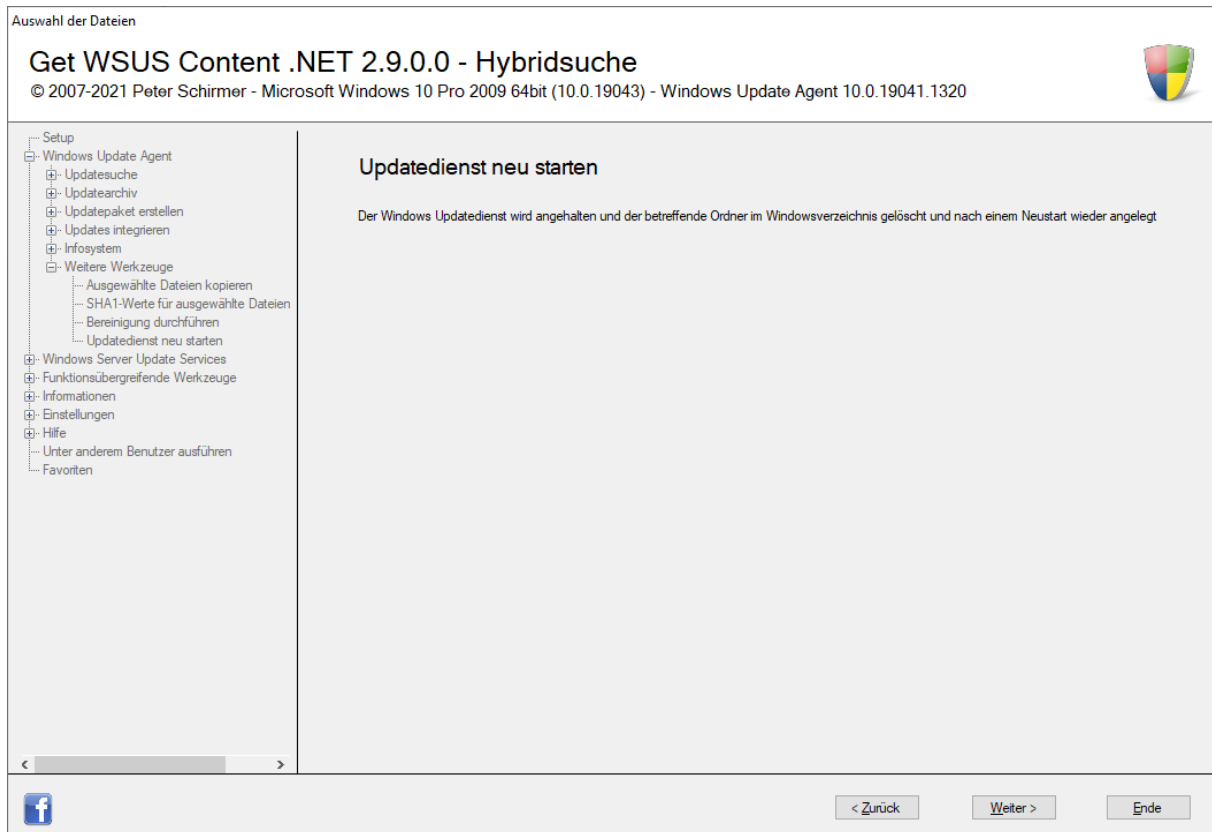 Auswahl der Dateien
Get WSUS Content .NET 2.9.0.0 - Hybridsuche
© 2007-2021 Peter Schirmer - Microsoft Windows 10 Pro 2009 64bit (10.0.19043) - Windows Update Agent 10.0.19041.1320
Setup
Windows Update Agent
Updatesuche
Updatearchiv
Updatepaket erstellen
Updates integrieren
Infosystem
Weitere Werkzeuge
Ausgewählte Dateien kopieren
SHA1-Werte für ausgewählte Dateien
Bereinigung durchführen
Updatedienst neu starten
Windows Server Update Services
Funktionsübergreifende Werkzeuge
Informationen
Einstellungen
Hilfe
Unter anderem Benutzer ausführen
Favoriten
Updatedienst neu starten
Der Windows Updatedienst wird angehalten und der betreffende Ordner im Windowsverzeichnis gelöscht und nach einem Neustart wieder angelegt
< Zurück
Weiter >
Ende